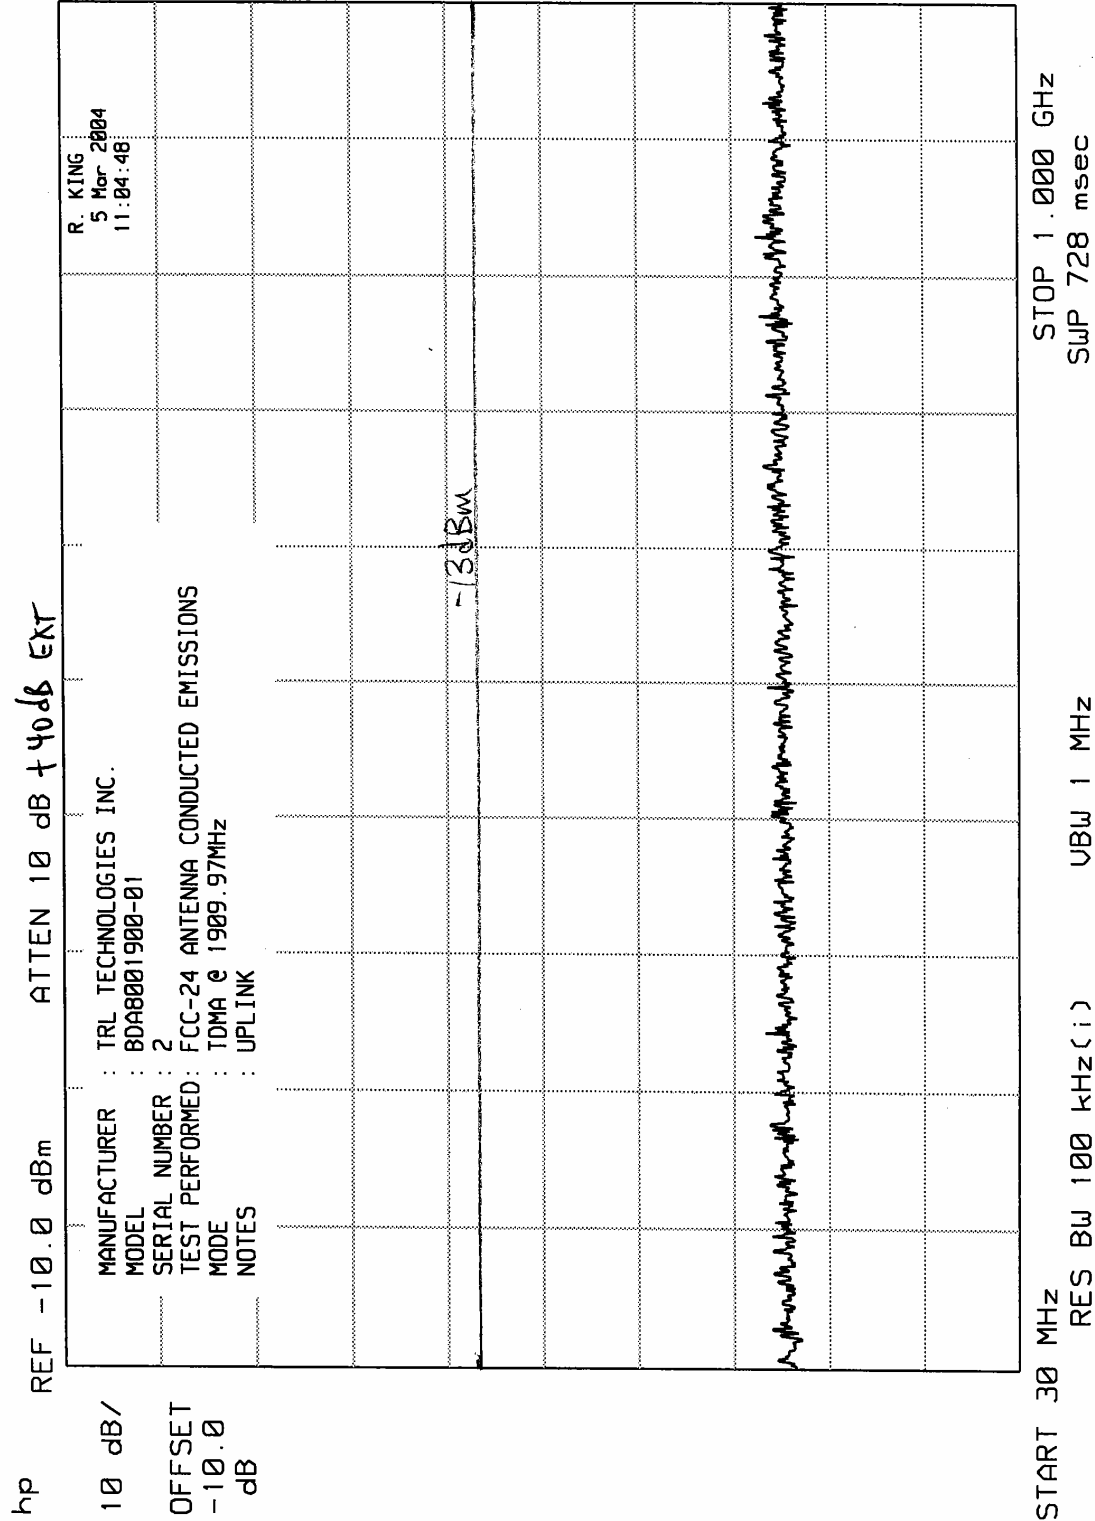 hp
REF -10.0 dBm ATTEN 10 dB + 40dB EXT
10 dB/
OFFSET
-10.0
dB
R. KING
5 Mar 2004
11:04:48
MANUFACTURER : TRL TECHNOLOGIES INC.
MODEL : BDA8001900-01
SERIAL NUMBER : 2
TEST PERFORMED: FCC-24 ANTENNA CONDUCTED EMISSIONS
MODE : TDMA @ 1909.97MHz
NOTES : UPLINK
-13dBm
START 30 MHz STOP 1.000 GHz
RES BW 100 kHz(i) VBW 1 MHz SWP 728 msec